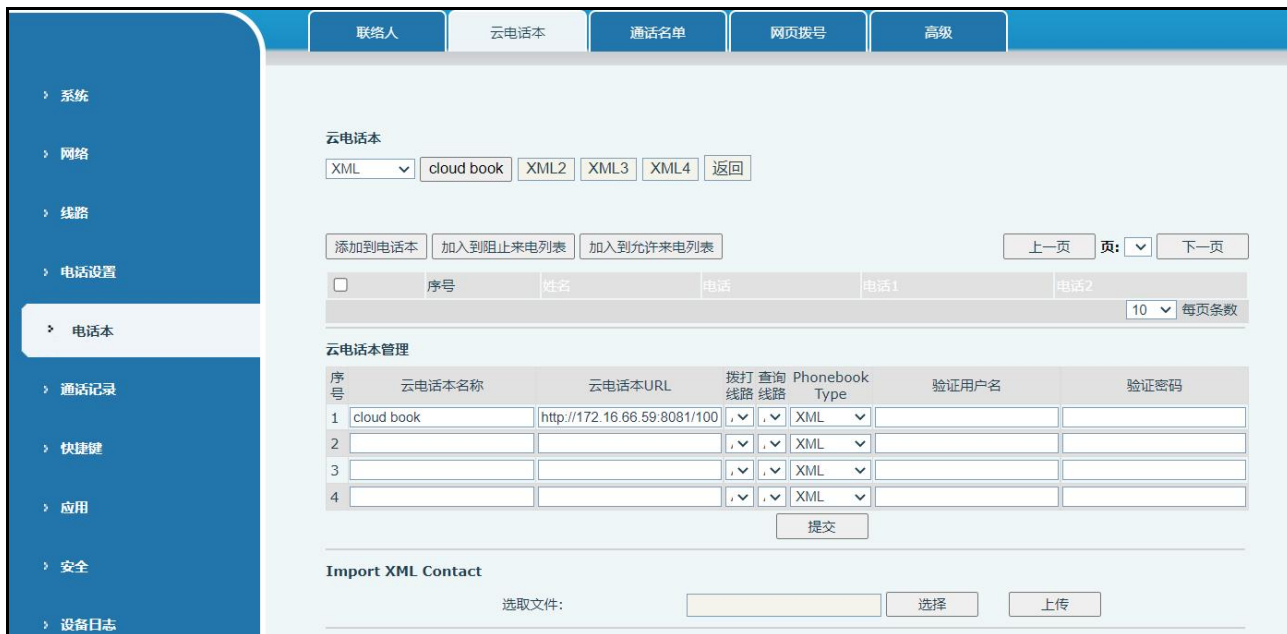 联络人 云电话本 通话名单 网页拨号 高级
系统
网络
线路
电话设置
电话本
通话记录
快捷键
应用
安全
设备日志
云电话本
XML cloud book XML2 XML3 XML4 返回
添加到电话本 加入到阻止来电列表 加入到允许来电列表 上一页 页: 下一页
序号 姓名 电话 电话1 电话2
10 每页条数
云电话本管理
序号 云电话本名称 云电话本URL 拨打线路 查询线路 Phonebook Type 验证用户名 验证密码
1 cloud book http://172.16.66.59:8081/100 XML
2 XML
3 XML
4 XML
提交
Import XML Contact
选取文件: 选择 上传